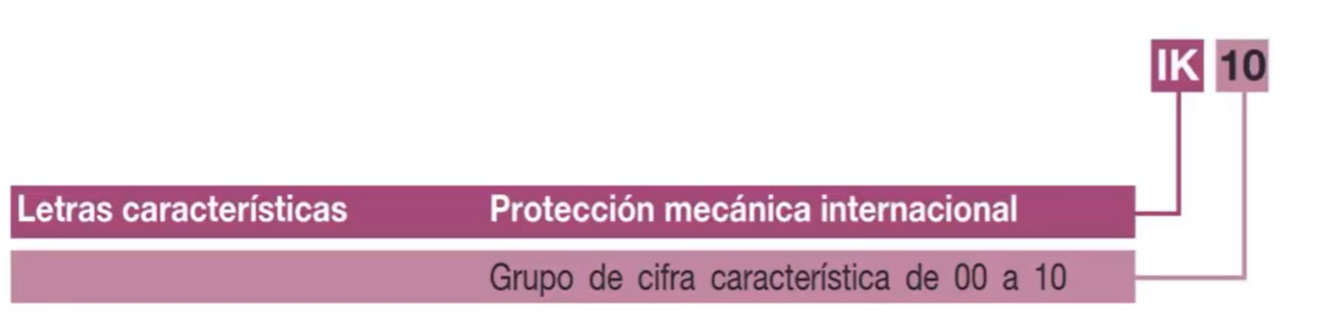 IK 10
Letras características Protección mecánica internacional
Grupo de cifra característica de 00 a 10